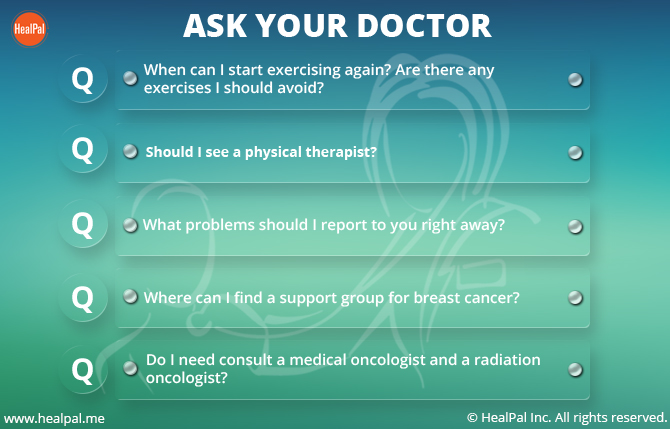 HealPal
ASK YOUR DOCTOR
Q
When can I start exercising again? Are there any
exercises I should avoid?
Q
Should I see a physical therapist?
Q
What problems should I report to you right away?
Q
Where can I find a support group for breast cancer?
Q
Do I need consult a medical oncologist and a radiation
oncologist?
www.healpal.me
© HealPal Inc. All rights reserved.